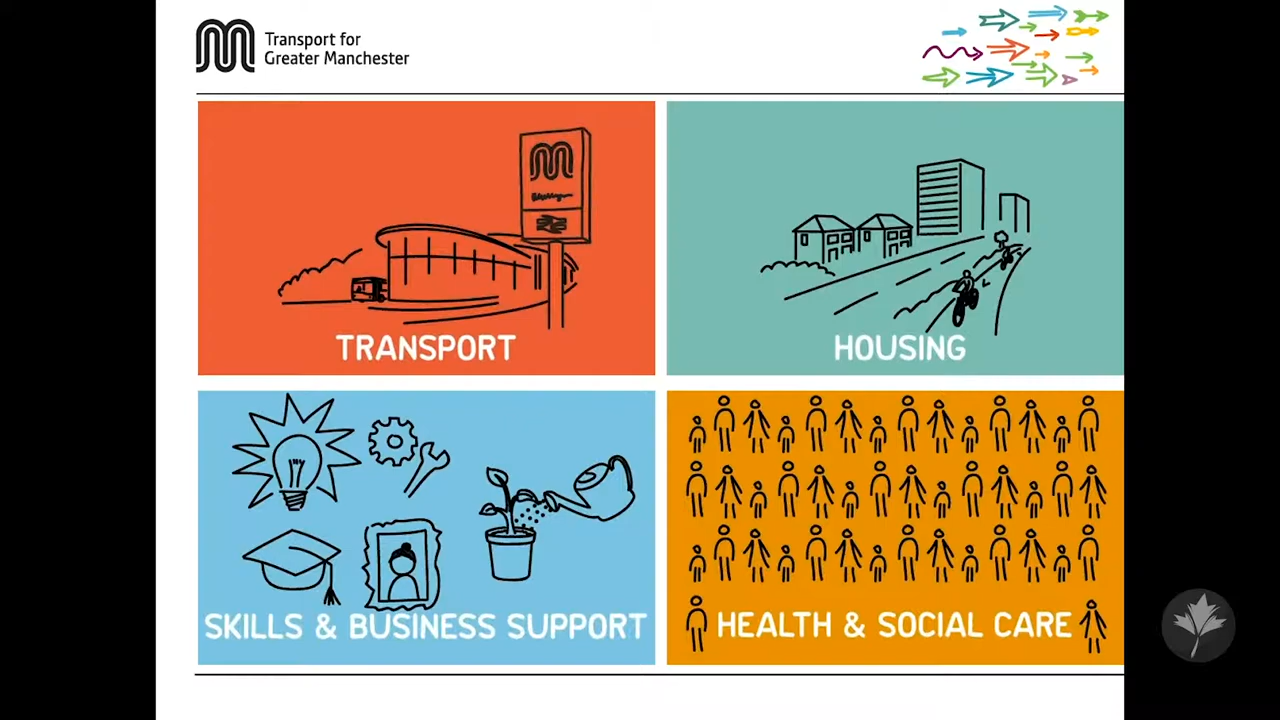 Transport for
Greater Manchester
TRANSPORT
HOUSING
SKILLS & BUSINESS SUPPORT
HEALTH & SOCIAL CARE